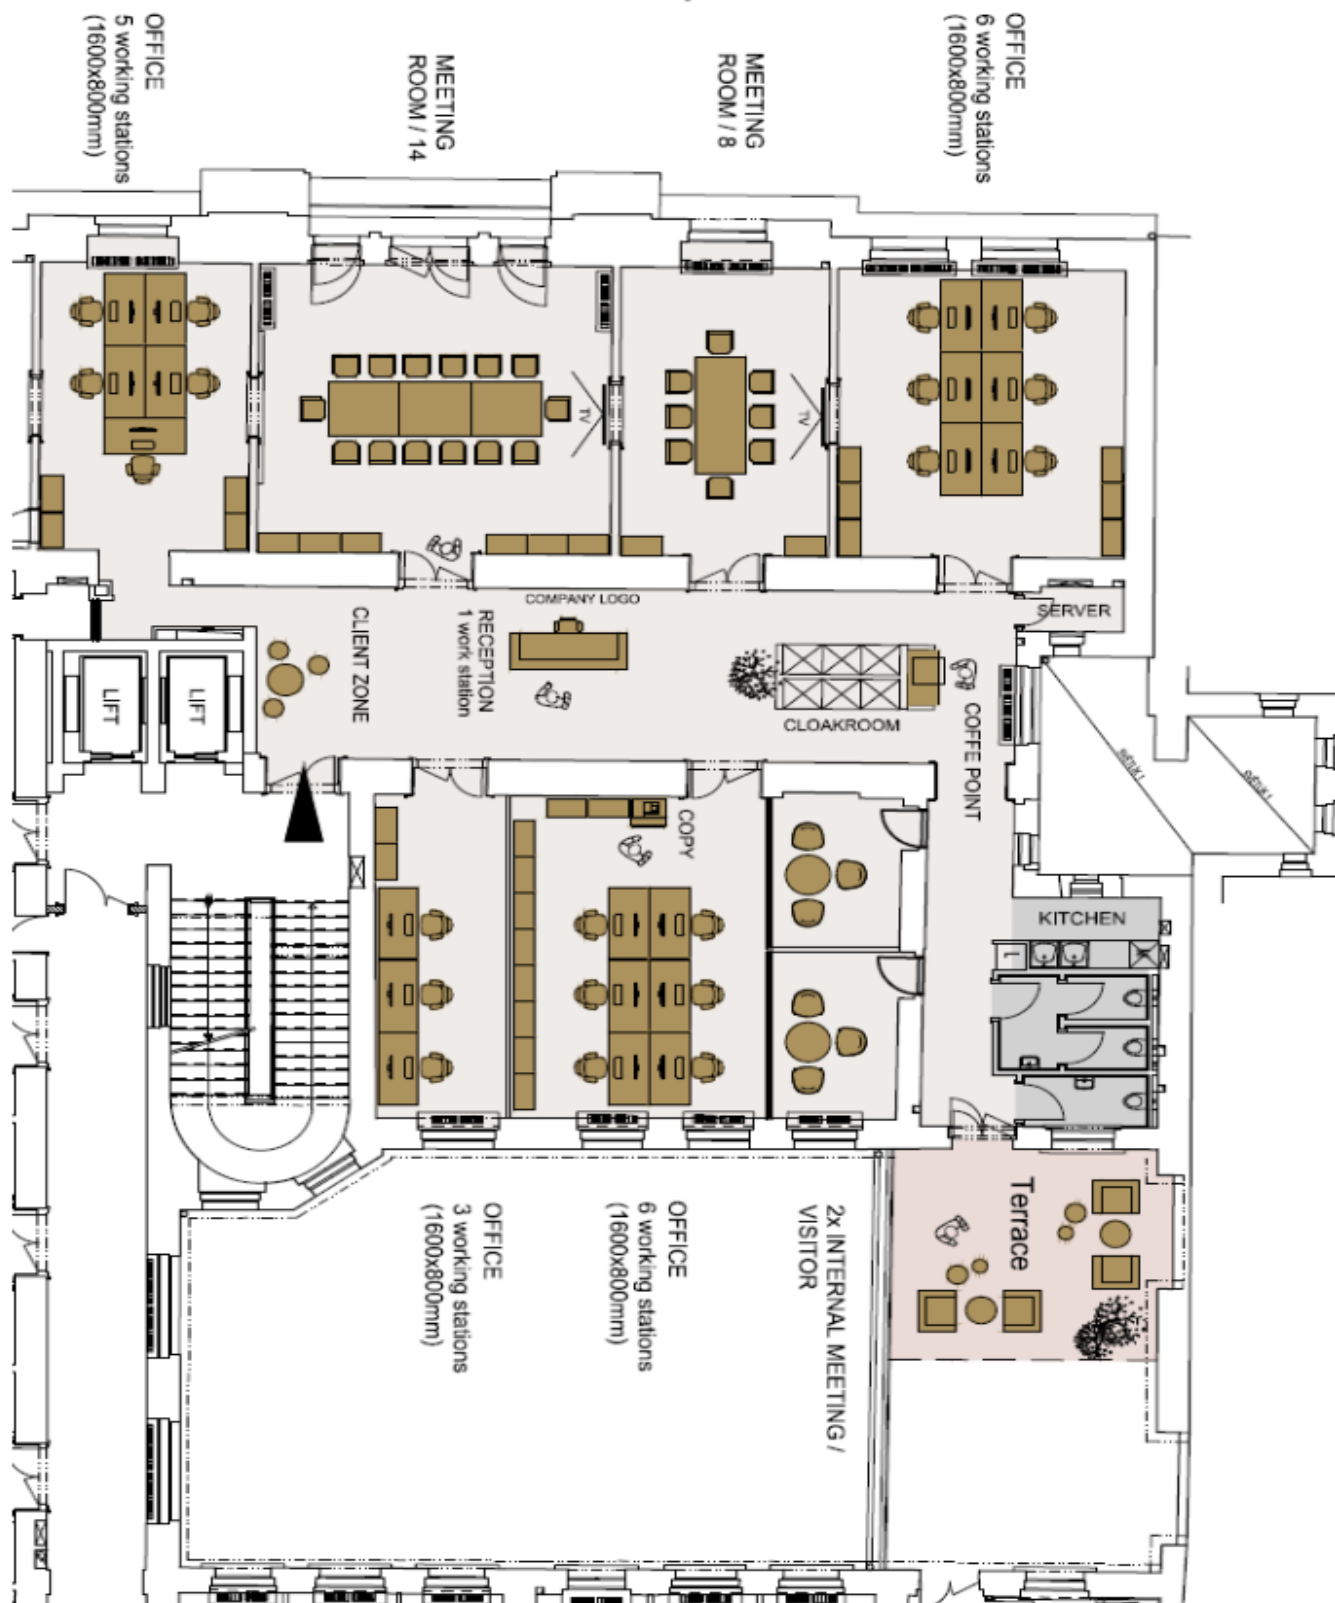 OFFICE
5 working stations
(1600x800mm)
MEETING
ROOM / 14
MEETING
ROOM / 8
OFFICE
6 working stations
(1600x800mm)
TV
TV
COMPANY LOGO
SERVER
CLIENT ZONE
RECEPTION
1 work station
LIFT
LIFT
CLOAKROOM
COFFE POINT
COPY
KITCHEN
L
OFFICE
3 working stations
(1600x800mm)
OFFICE
6 working stations
(1600x800mm)
2x INTERNAL MEETING /
VISITOR
Terrace